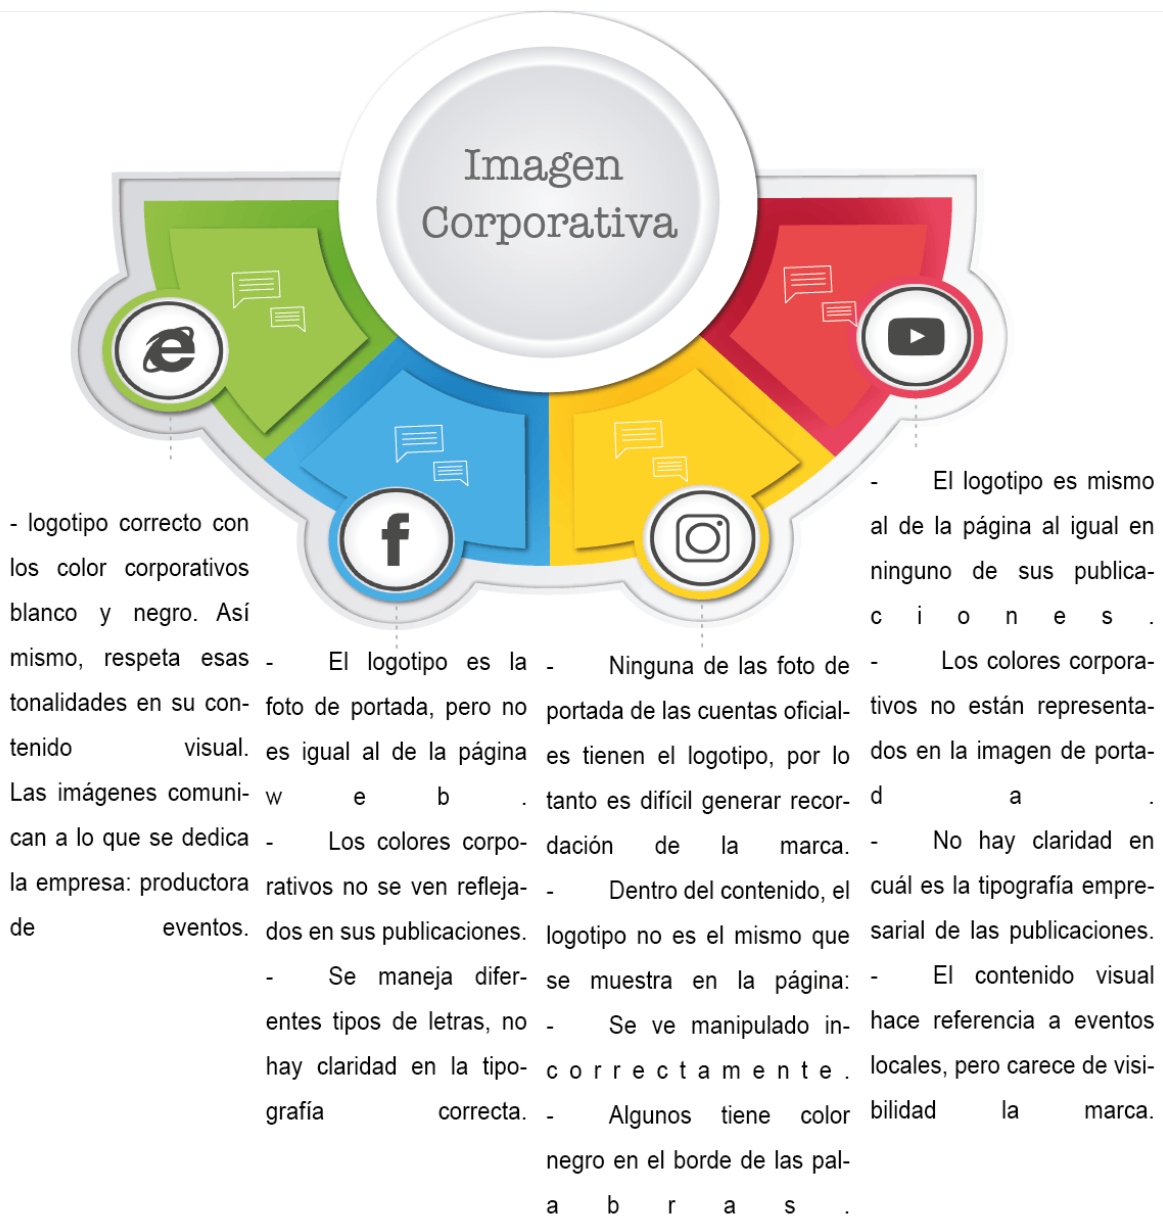 Imagen
Corporativa
- logotipo correcto con
los color corporativos
blanco y negro. Así
mismo, respeta esas
tonalidades en su con-
tenido visual.
Las imágenes comuni-
can a lo que se dedica
la empresa: productora
de eventos.
- El logotipo es la
foto de portada, pero no
es igual al de la página
web.
- Los colores corpo-
rativos no se ven refleja-
dos en sus publicaciones.
- Se maneja difer-
entes tipos de letras, no
hay claridad en la tipo-
grafía correcta.
- Ninguna de las foto de
portada de las cuentas oficial-
es tienen el logotipo, por lo
tanto es difícil generar recor-
dación de la marca.
- Dentro del contenido, el
logotipo no es el mismo que
se muestra en la página:
- Se ve manipulado in-
correctamente.
- Algunos tiene color
negro en el borde de las pal-
abras.
- El logotipo es mismo
al de la página al igual en
ninguno de sus publica-
ciones.
- Los colores corpora-
tivos no están representa-
dos en la imagen de porta-
da.
- No hay claridad en
cuál es la tipografía empre-
sarial de las publicaciones.
- El contenido visual
hace referencia a eventos
locales, pero carece de visi-
bilidad la marca.